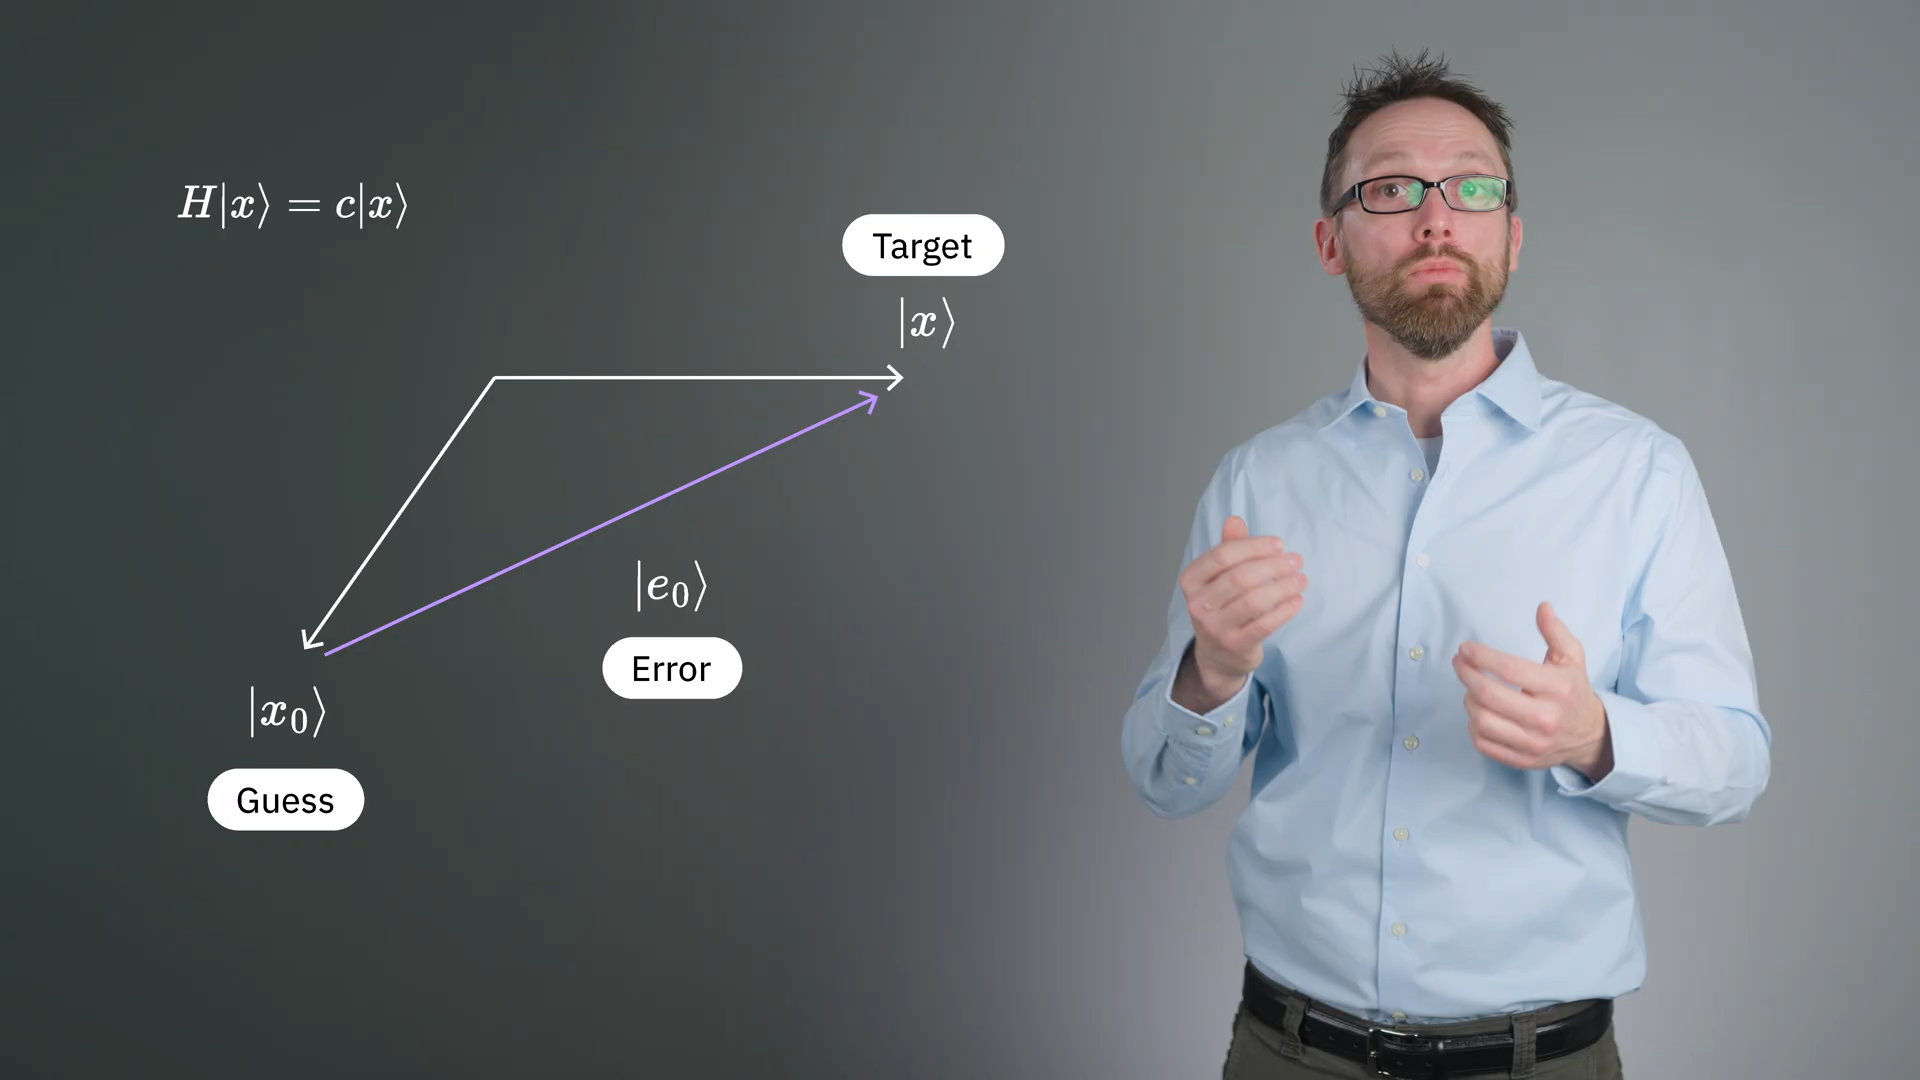 H|x⟩ = c|x⟩
Target
|x⟩
|e₀⟩
Error
|x₀⟩
Guess